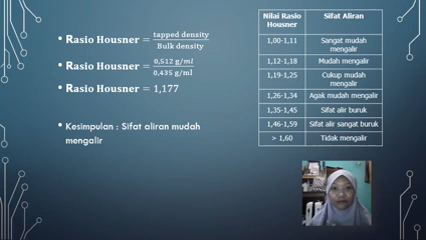 • Rasio Housner = tapped density / Bulk density
• Rasio Housner = 0,512 g/ml / 0,435 g/ml
• Rasio Housner = 1,177
• Kesimpulan : Sifat aliran mudah
mengalir
Nilai Rasio Housner | Sifat Aliran
1,00-1,11 | Sangat mudah mengalir
1,12-1,18 | Mudah mengalir
1,19-1,25 | Cukup mudah mengalir
1,26-1,34 | Agak mudah mengalir
1,35-1,45 | Sifat alir buruk
1,46-1,59 | Sifat alir sangat buruk
> 1,60 | Tidak mengalir